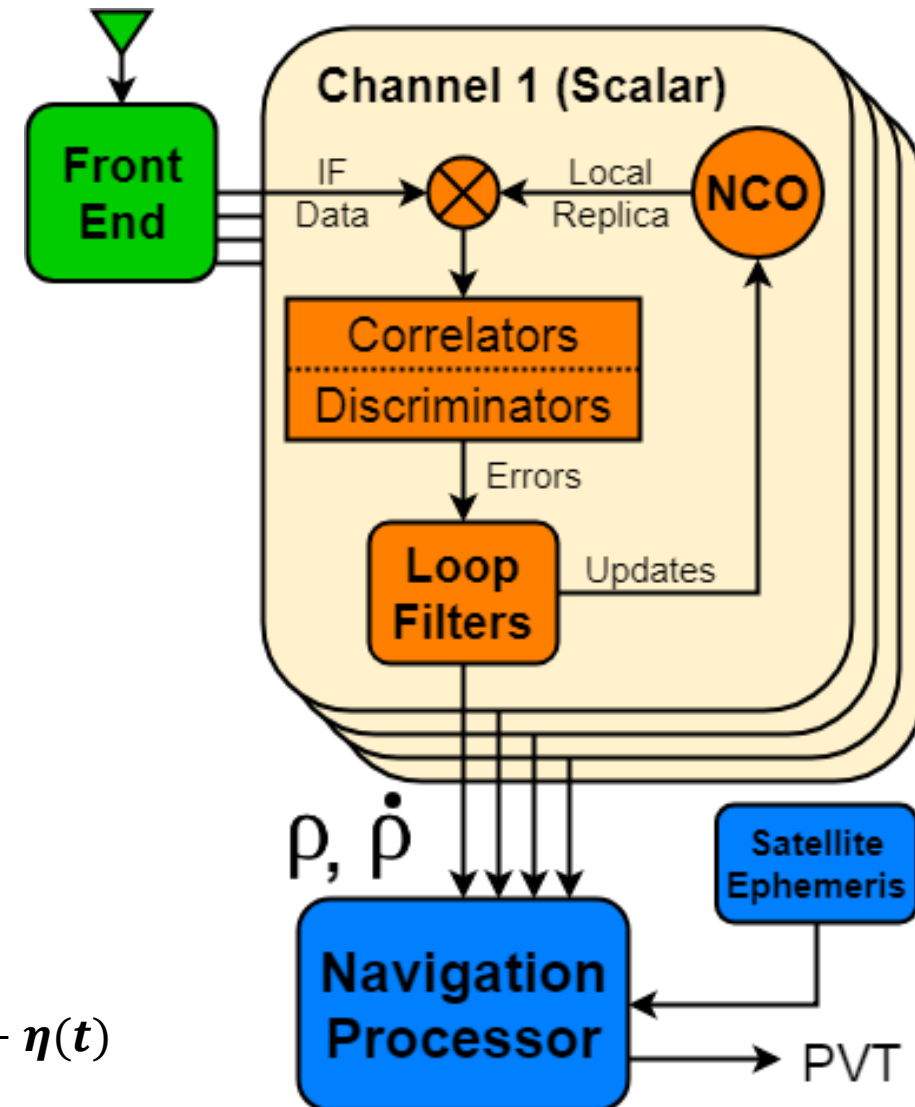 Channel 1 (Scalar)
Front
End
IF
Data
Local
Replica
NCO
Correlators
Discriminators
Errors
Loop
Filters
Updates
ρ, ρ̇
Satellite
Ephemeris
Navigation
Processor
η(t)
PVT